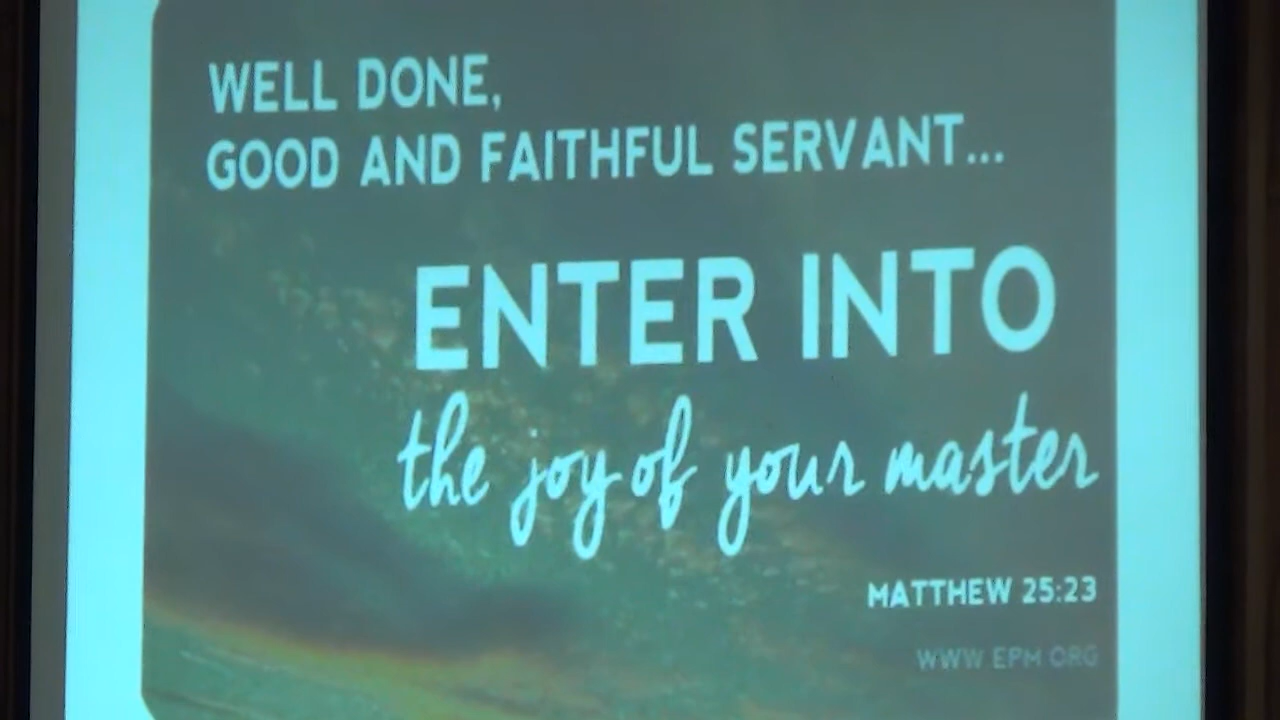 WELL DONE,
GOOD AND FAITHFUL SERVANT...
ENTER INTO
the joy of your master
MATTHEW 25:23
WWW EPM ORG